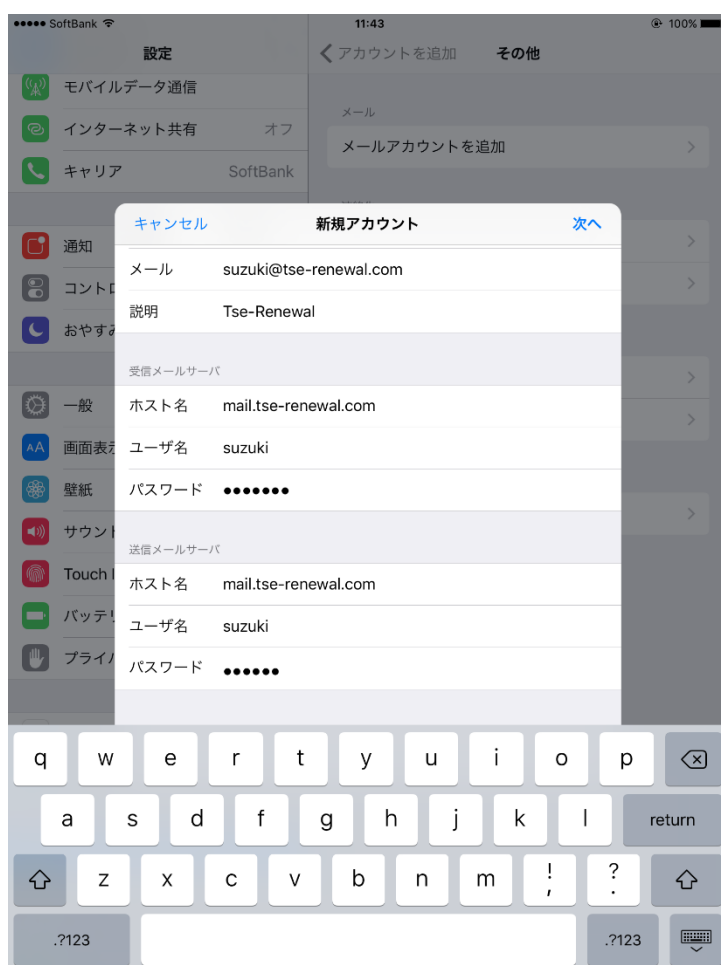 SoftBank 11:43 100%
設定
アカウントを追加 その他
モバイルデータ通信
インターネット共有 オフ
キャリア SoftBank
通知
コントロ
おやすみ
一般
画面表示
壁紙
サウンド
Touch I
バッテリ
プライバ
メール
メールアカウントを追加
キャンセル 新規アカウント 次へ
メール suzuki@tse-renewal.com
説明 Tse-Renewal
受信メールサーバ
ホスト名 mail.tse-renewal.com
ユーザ名 suzuki
パスワード ●●●●●●●
送信メールサーバ
ホスト名 mail.tse-renewal.com
ユーザ名 suzuki
パスワード ●●●●●●
q w e r t y u i o p
a s d f g h j k l return
z x c v b n m ! , ? .
.?123 .?123